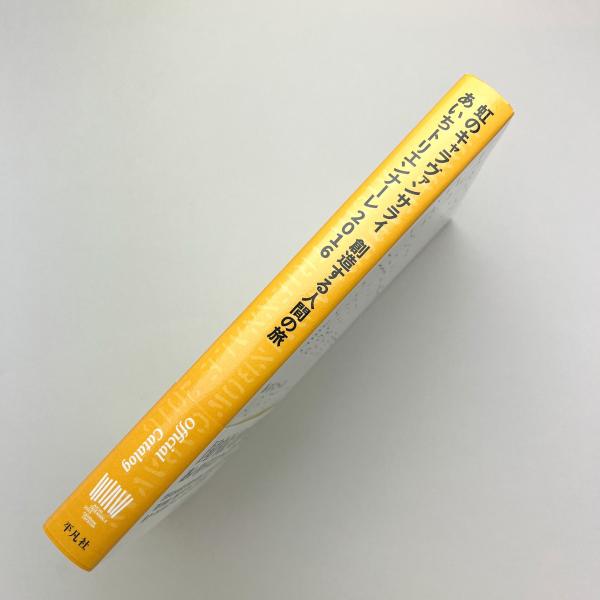 虹のキャラヴァンサライ 創造する人間の旅
あいちトリエンナーレ2016
Official
Catalog
平凡社